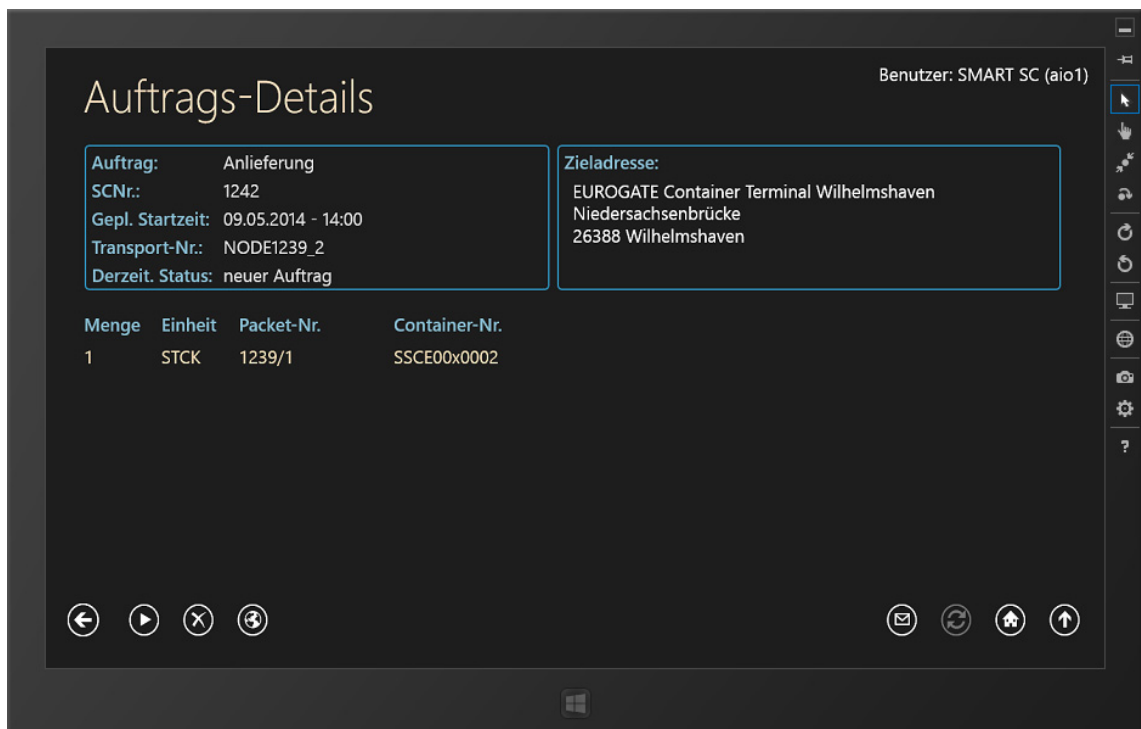 Benutzer: SMART SC (aio1)
Auftrags-Details
Auftrag: Anlieferung
SCNr.: 1242
Gepl. Startzeit: 09.05.2014 - 14:00
Transport-Nr.: NODE1239_2
Derzeit. Status: neuer Auftrag
Zieladresse:
EUROGATE Container Terminal Wilhelmshaven
Niedersachsenbrücke
26388 Wilhelmshaven
Menge Einheit Packet-Nr. Container-Nr.
1 STCK 1239/1 SSCE00x0002
?